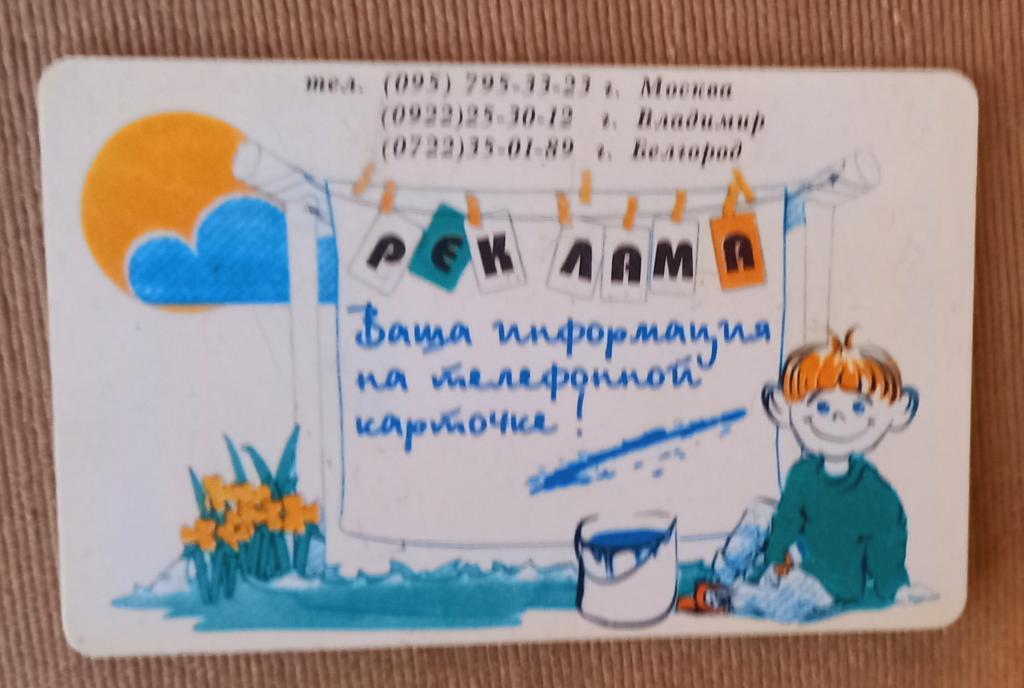 тел. (095) 795-33-23 г. Москва
(0922)25-30-12 г. Владимир
(0722)35-01-89 г. Белгород
РЕКЛАМА
Ваша информация
на телефонной
карточке!